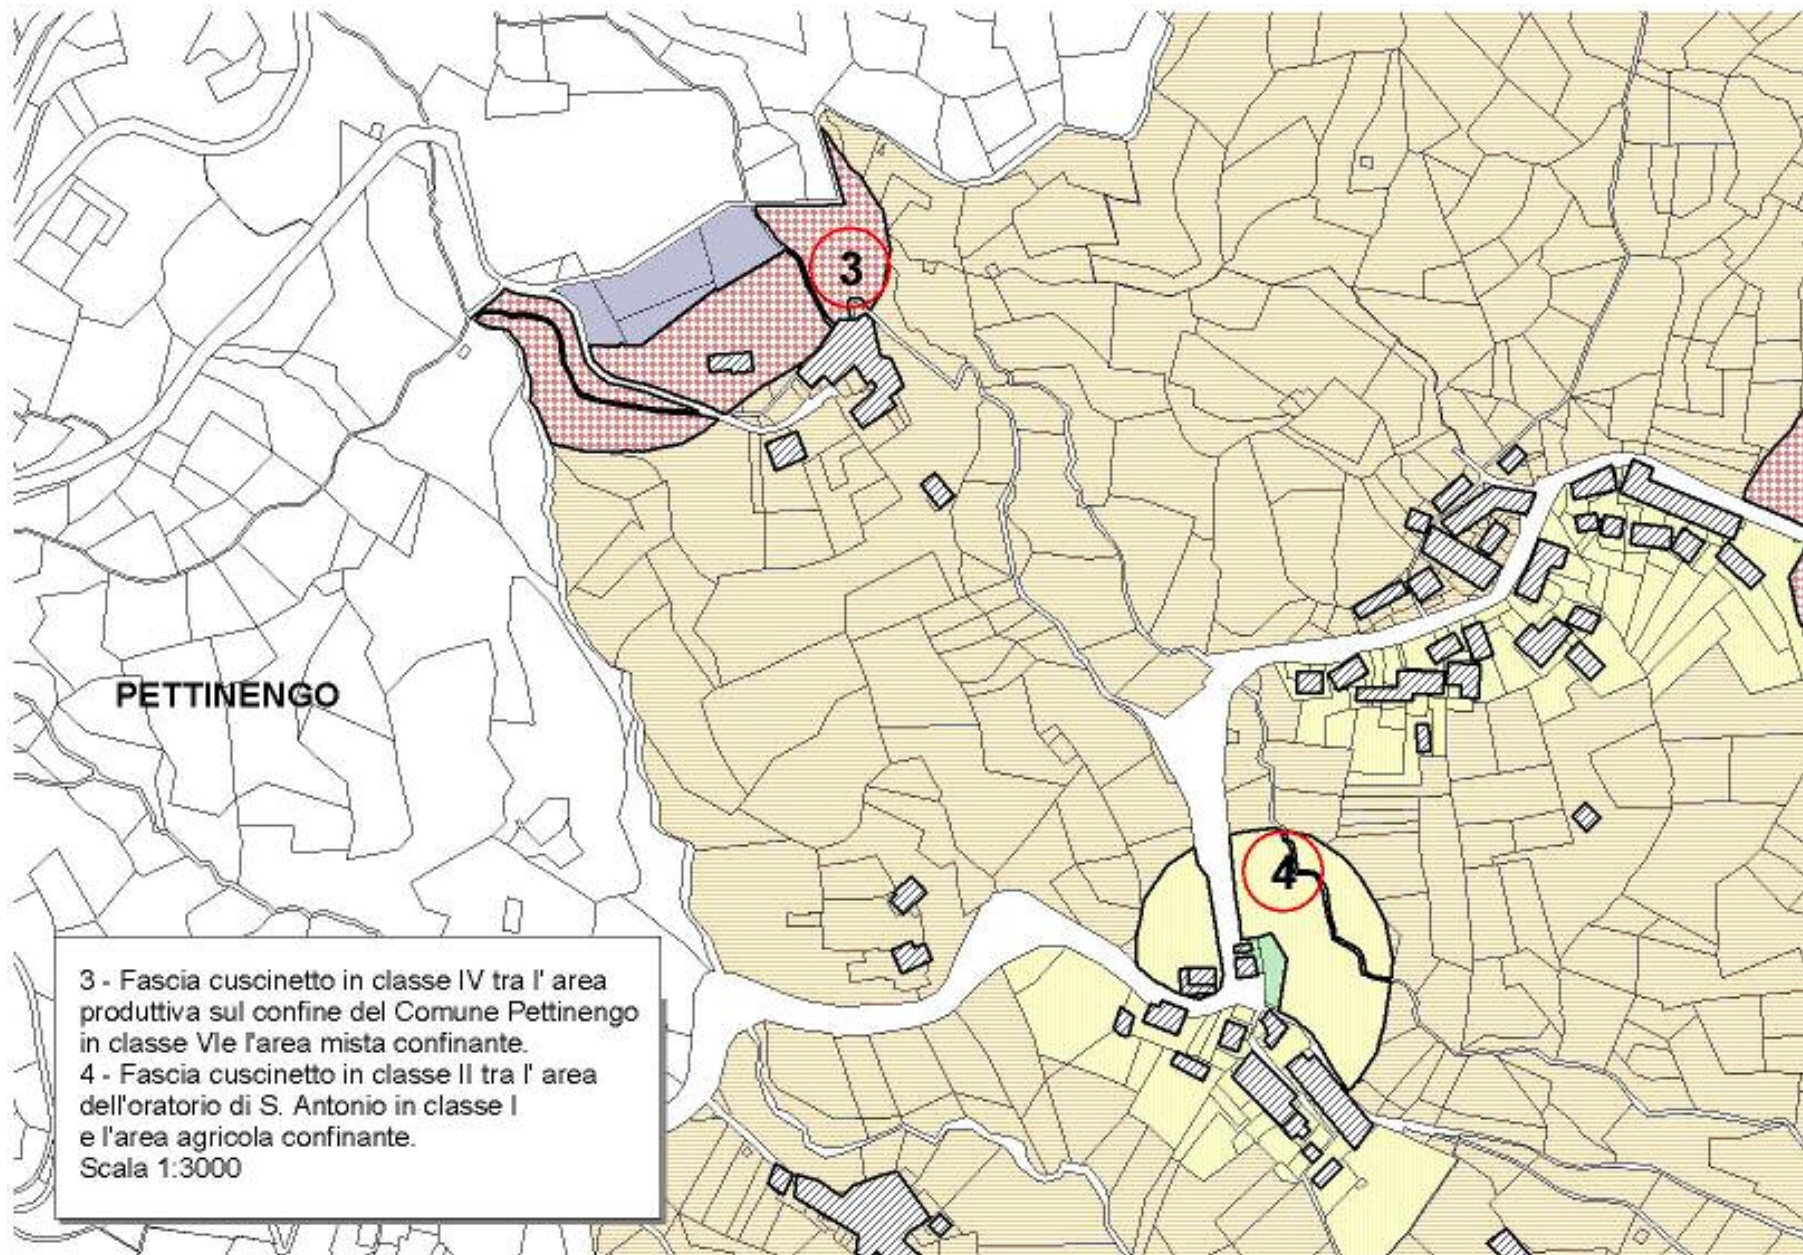 3
4
PETTINENGO
3 - Fascia cuscinetto in classe IV tra l' area
produttiva sul confine del Comune Pettinengo
in classe VIe l'area mista confinante.
4 - Fascia cuscinetto in classe II tra l' area
dell'oratorio di S. Antonio in classe I
e l'area agricola confinante.
Scala 1:3000